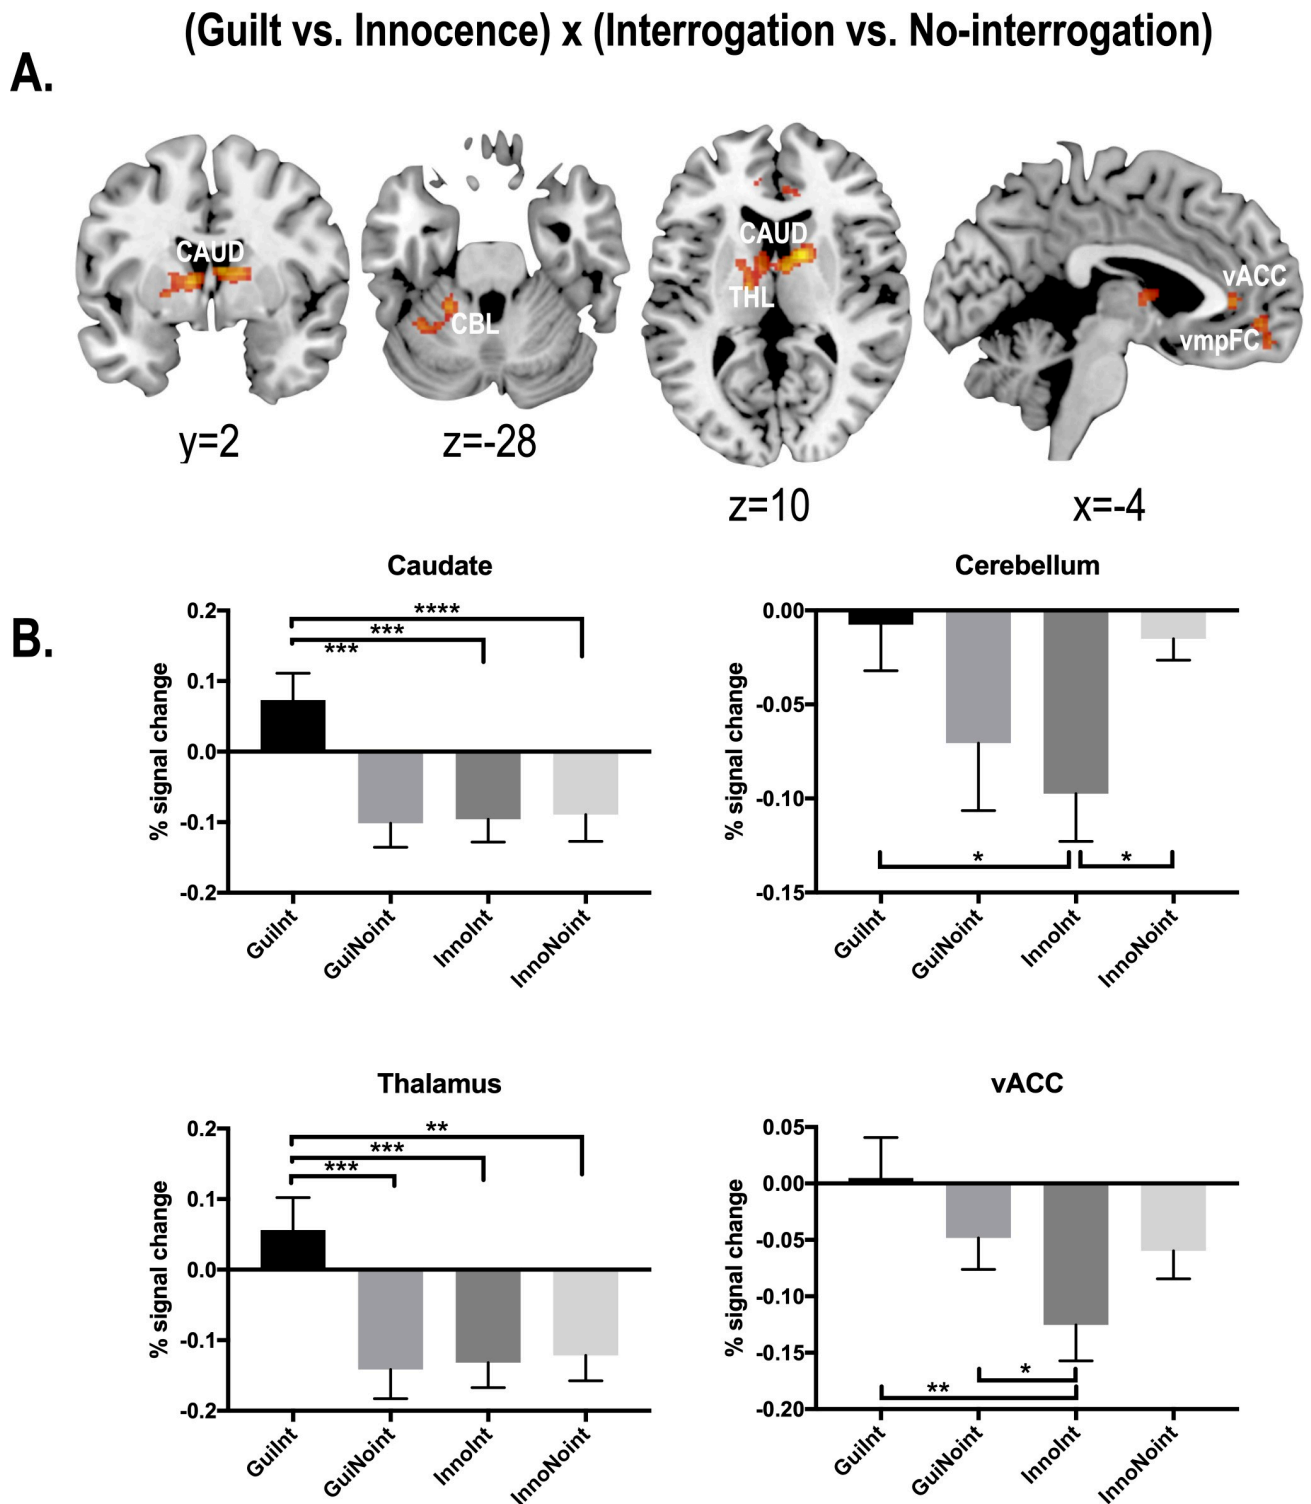 (Guilt vs. Innocence) x (Interrogation vs. No-interrogation)
A.
CAUD
CBL
CAUD
THL
vACC
vmpFC
y=2
z=-28
z=10
x=-4
B.
Caudate
% signal change
0.2
0.1
0.0
-0.1
-0.2
****
***
***
GuiInt
GuiNoint
InnoInt
InnoNoint
Cerebellum
% signal change
0.00
-0.05
-0.10
-0.15
*
*
GuiInt
GuiNoint
InnoInt
InnoNoint
Thalamus
% signal change
0.2
0.1
0.0
-0.1
-0.2
**
***
***
GuiInt
GuiNoint
InnoInt
InnoNoint
vACC
% signal change
0.05
0.00
-0.05
-0.10
-0.15
-0.20
*
**
GuiInt
GuiNoint
InnoInt
InnoNoint